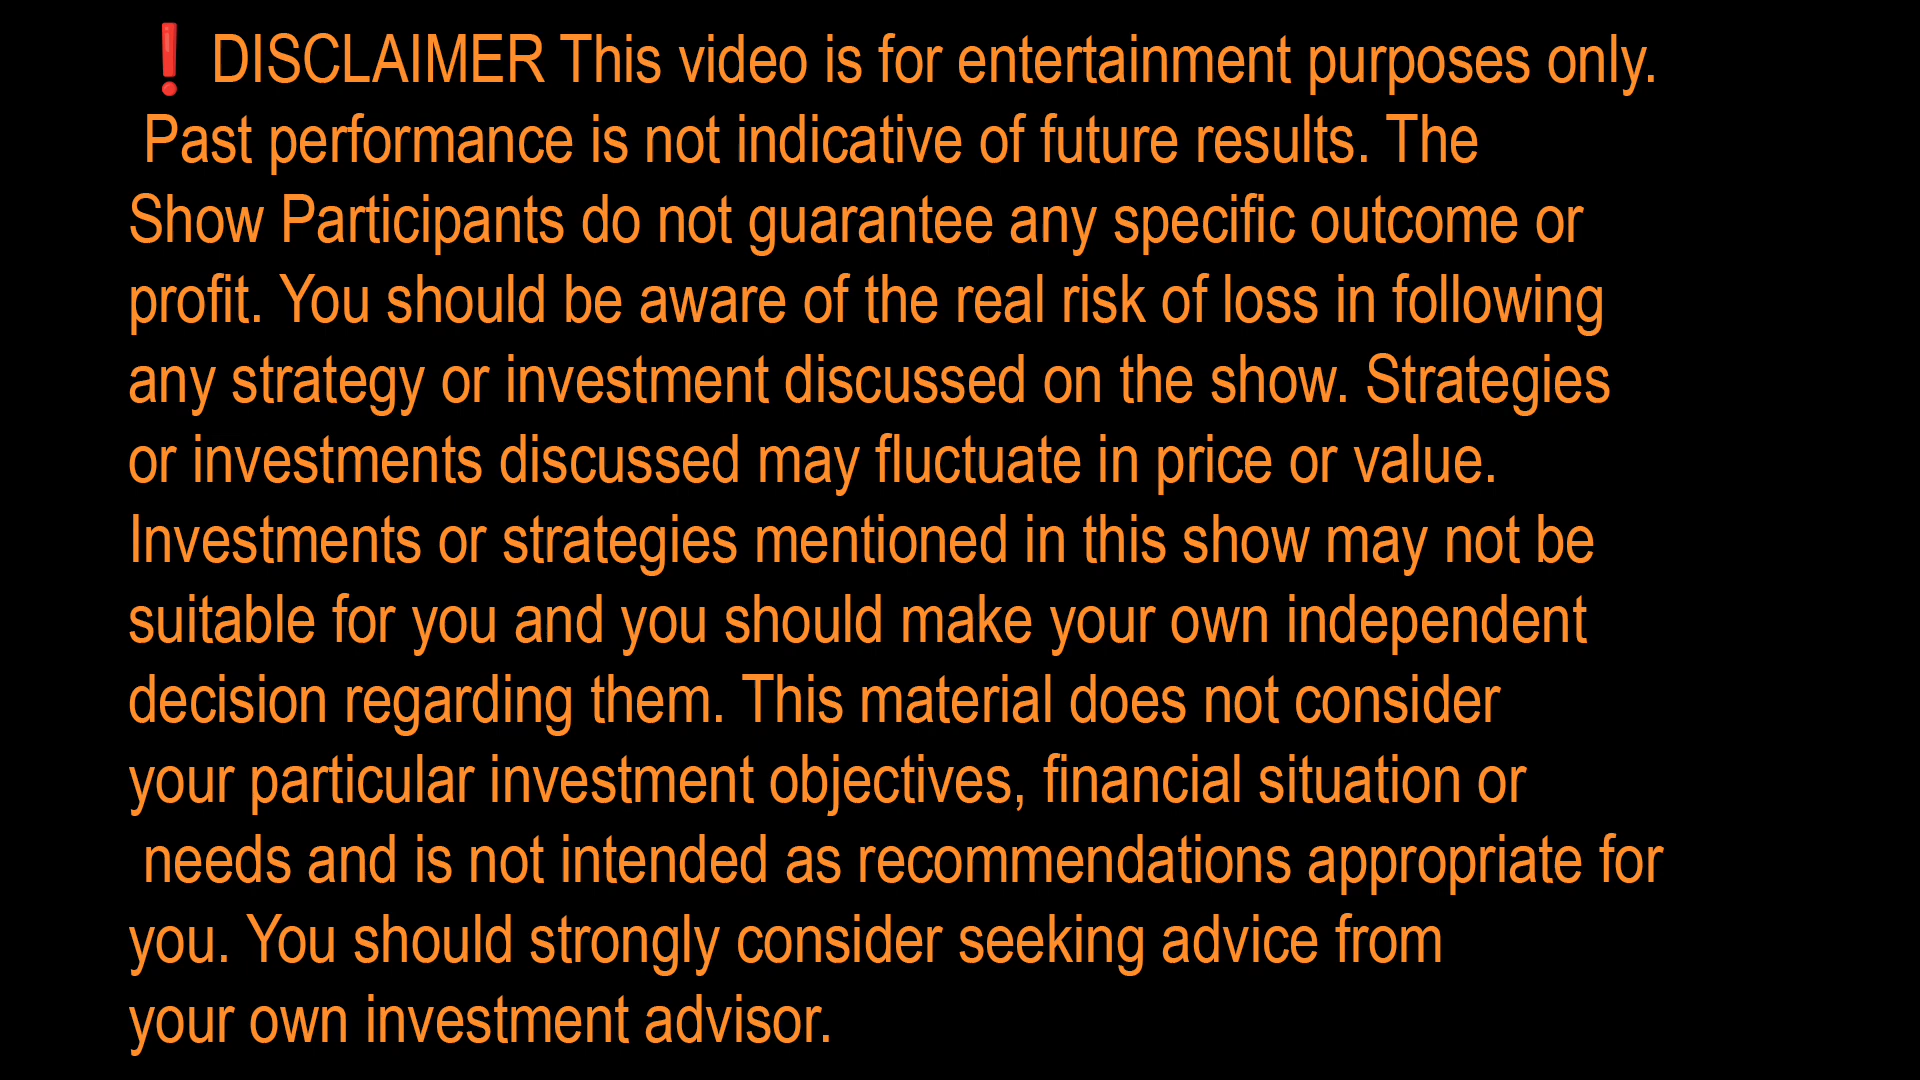 ❗ DISCLAIMER This video is for entertainment purposes only.
Past performance is not indicative of future results. The
Show Participants do not guarantee any specific outcome or
profit. You should be aware of the real risk of loss in following
any strategy or investment discussed on the show. Strategies
or investments discussed may fluctuate in price or value.
Investments or strategies mentioned in this show may not be
suitable for you and you should make your own independent
decision regarding them. This material does not consider
your particular investment objectives, financial situation or
needs and is not intended as recommendations appropriate for
you. You should strongly consider seeking advice from
your own investment advisor.